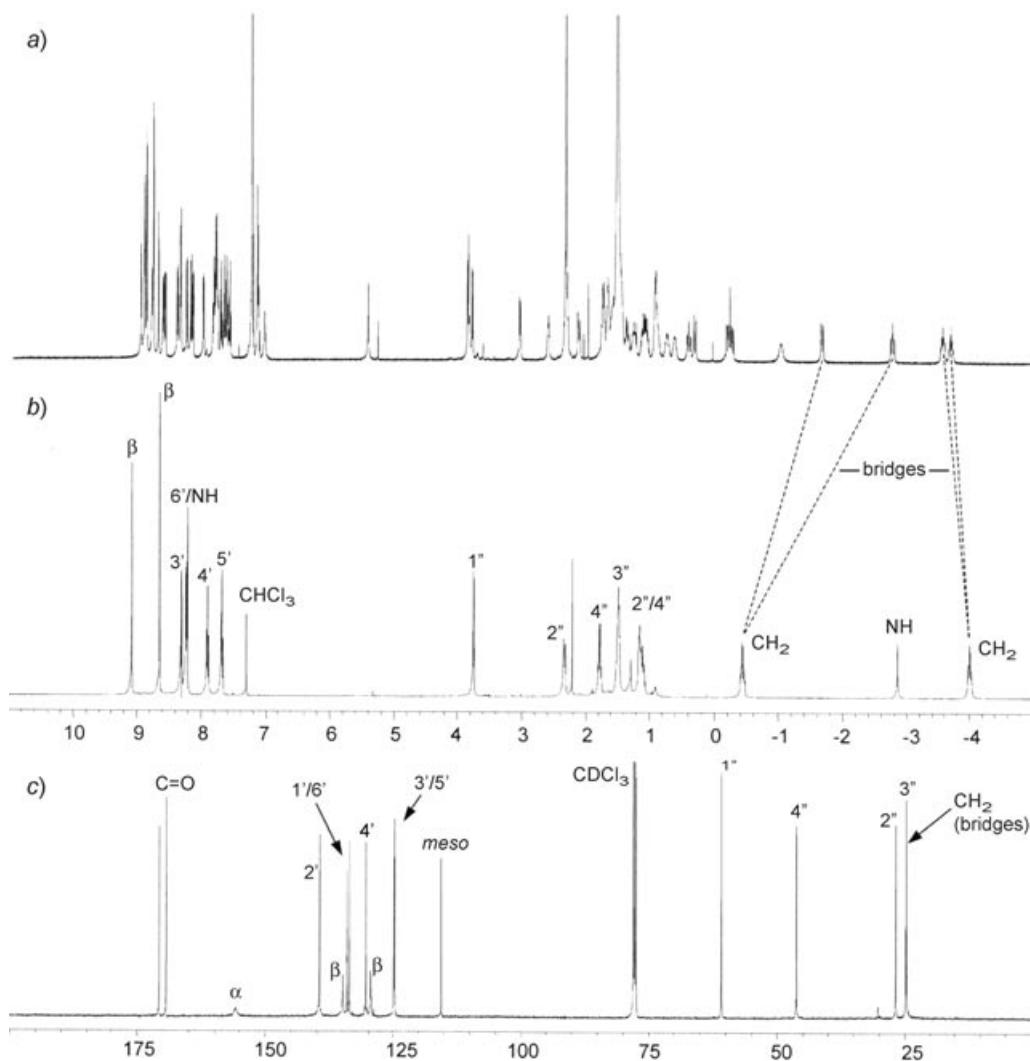 a)
b)
β
β
6'/NH
3'
4'
5'
CHCl₃
1"
2"
4"
3"
2"/4"
bridges
CH₂
NH
CH₂
10 9 8 7 6 5 4 3 2 1 0 -1 -2 -3 -4
c)
C=O
1'/6'
3'/5'
CDCl₃
1"
3"
CH₂
(bridges)
4'
meso
4"
2"
2'
β
β
α
175 150 125 100 75 50 25